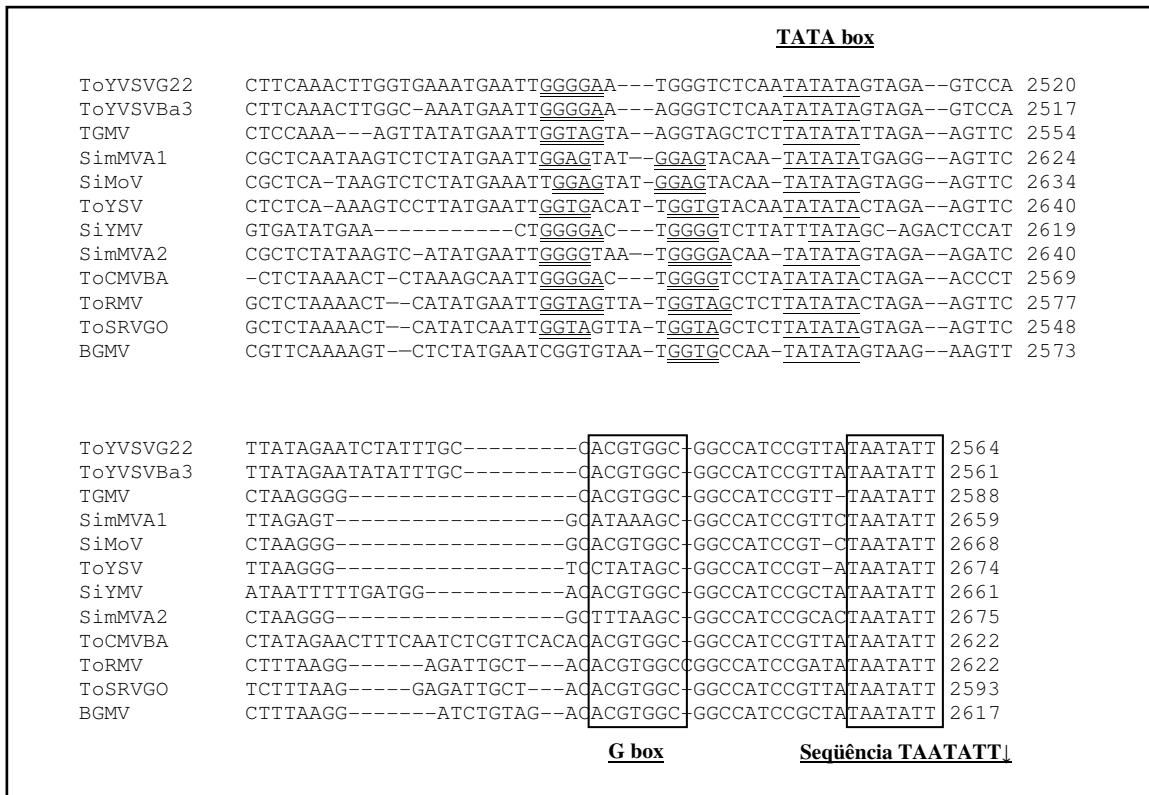 TATA box
ToYVSVG22 CTTCAAACTTGGTGAAATGAATTGGGGAA---TGGGTCTCAATATATAGTAGA--GTCCA 2520
ToYVSVBa3 CTTCAAACTTGGC-AAATGAATTGGGGAA---AGGGTCTCAATATATAGTAGA--GTCCA 2517
TGMV CTCCAAA---AGTTATATGAATTGGTAGTA--AGGTAGCTCTTATATATTAGA--AGTTC 2554
SimMVA1 CGCTCAATAAGTCTCTATGAATTGGAGTAT--GGAGTACAA-TATATATGAGG--AGTTC 2624
SiMoV CGCTCA-TAAGTCTCTATGAAATTGGAGTAT-GGAGTACAA-TATATAGTAGG--AGTTC 2634
ToYSV CTCTCA-AAAGTCCTTATGAATTGGTGACAT-TGGTGTACAATATATACTAGA--AGTTC 2640
SiYMV GTGATATGAA-----------CTGGGGAC---TGGGGTCTTATTTATAGC-AGACTCCAT 2619
SimMVA2 CGCTCTATAAGTC-ATATGAATTGGGGTAA--TGGGGACAA-TATATAGTAGA--AGATC 2640
ToCMVBA -CTCTAAAACT-CTAAAGCAATTGGGGAC---TGGGGTCCTATATATACTAGA--ACCCT 2569
ToRMV GCTCTAAAACT--CATATGAATTGGTAGTTA-TGGTAGCTCTTATATACTAGA--AGTTC 2577
ToSRVGO GCTCTAAAACT--CATATCAATTGGTAGTTA-TGGTAGCTCTTATATAGTAGA--AGTTC 2548
BGMV CGTTCAAAAGT--CTCTATGAATCGGTGTAA-TGGTGCCAA-TATATAGTAAG--AAGTT 2573
ToYVSVG22 TTATAGAATCTATTTGC---------CACGTGGC-GGCCATCCGTTATAATATT 2564
ToYVSVBa3 TTATAGAATATATTTGC---------CACGTGGC-GGCCATCCGTTATAATATT 2561
TGMV CTAAGGGG------------------CACGTGGC-GGCCATCCGTT-TAATATT 2588
SimMVA1 TTAGAGT------------------GCATAAAGC-GGCCATCCGTTCTAATATT 2659
SiMoV CTAAGGG------------------GCACGTGGC-GGCCATCCGT-CTAATATT 2668
ToYSV TTAAGGG------------------TCCTATAGC-GGCCATCCGT-ATAATATT 2674
SiYMV ATAATTTTTGATGG-----------ACACGTGGC-GGCCATCCGCTATAATATT 2661
SimMVA2 CTAAGGG------------------GCTTTAAGC-GGCCATCCGCACTAATATT 2675
ToCMVBA CTATAGAACTTTCAATCTCGTTCACACACGTGGC-GGCCATCCGTTATAATATT 2622
ToRMV CTTTAAGG------AGATTGCT---ACACGTGGCCGGCCATCCGATATAATATT 2622
ToSRVGO TCTTTAAG-----GAGATTGCT---ACACGTGGC-GGCCATCCGTTATAATATT 2593
BGMV CTTTAAGG-------ATCTGTAG--ACACGTGGC-GGCCATCCGCTATAATATT 2617
G box Seqüência TAATATT↓